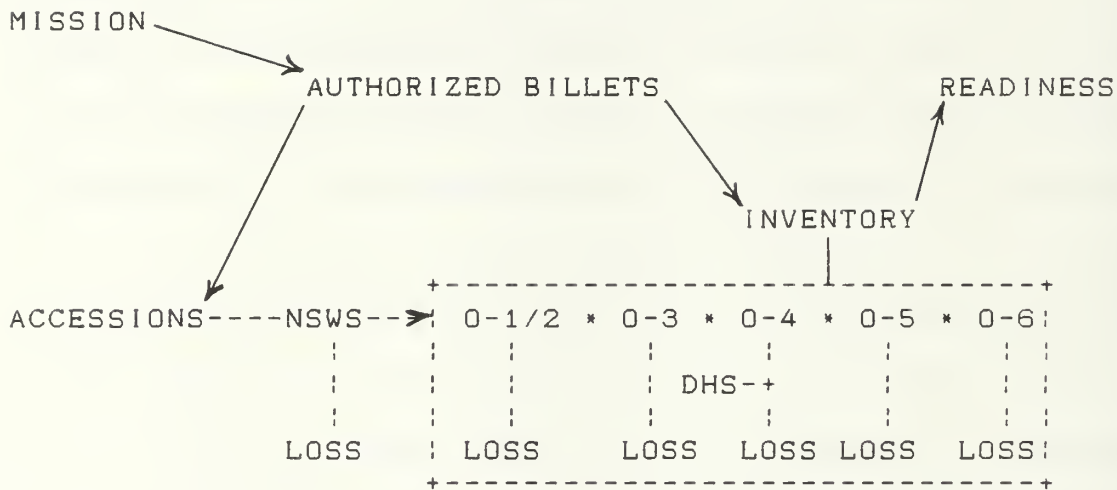 MISSION
AUTHORIZED BILLETS READINESS
INVENTORY
ACCESSIONS----NSWS--> O-1/2 * O-3 * O-4 * O-5 * O-6
DHS-+
LOSS LOSS LOSS LOSS LOSS LOSS